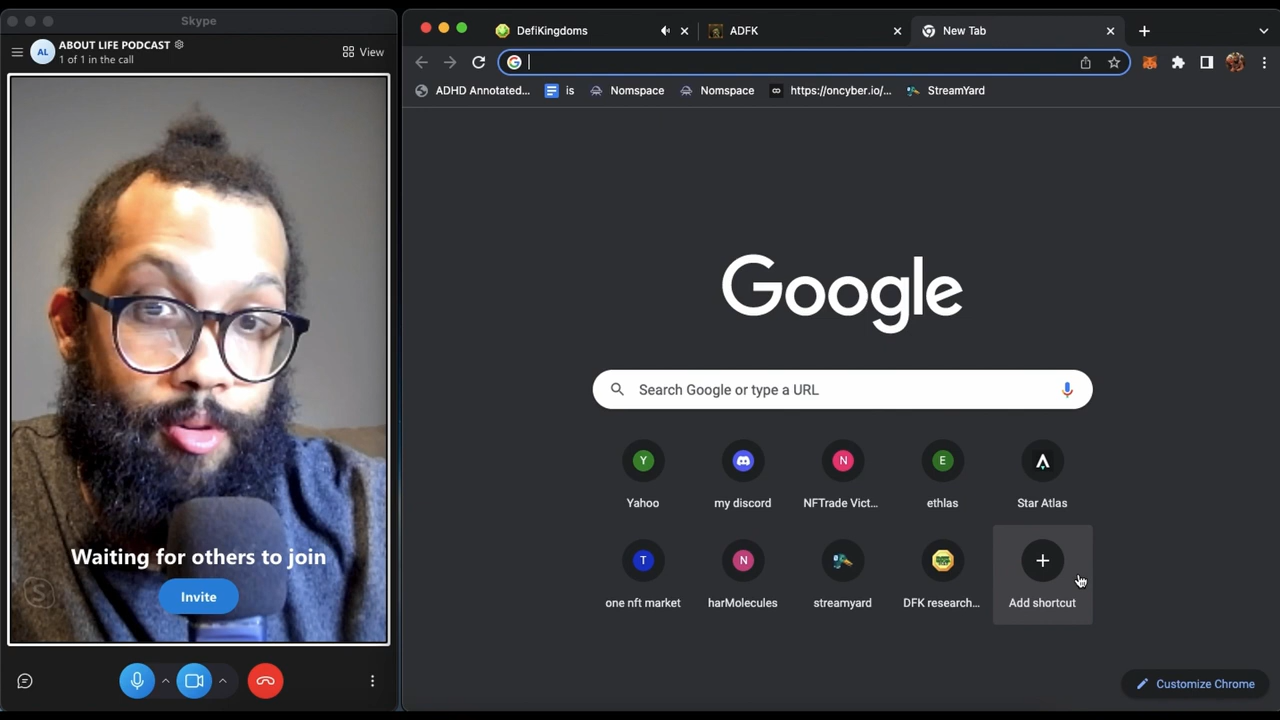 Skype
AL
ABOUT LIFE PODCAST
1 of 1 in the call
View
Waiting for others to join
Invite
DefiKingdoms
ADFK
New Tab
ADHD Annotated...
is
Nomspace
Nomspace
https://oncyber.io/...
StreamYard
Google
Search Google or type a URL
Y
N
E
Yahoo
my discord
NFTrade Vict...
ethlas
Star Atlas
T
N
one nft market
harMolecules
streamyard
DFK research...
Add shortcut
Customize Chrome